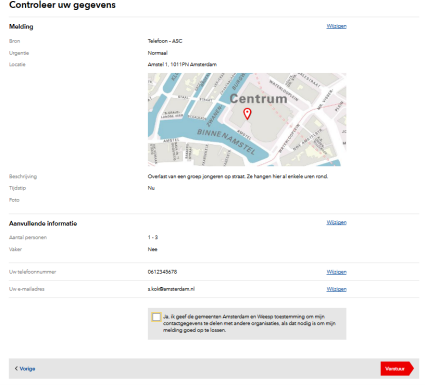 Controleer uw gegevens
Melding Wijzigen
Bron Telefoon - ASC
Urgentie Normaal
Locatie Amstel 1, 1011PN Amsterdam
Centrum
BINNENAMSTEL
Beschrijving Overlast van een groep jongeren op straat. Ze hangen hier al enkele uren rond.
Tijdstip Nu
Foto
Aanvullende informatie Wijzigen
Aantal personen 1 - 3
Vaker Nee
Uw telefoonnummer 0612345678 Wijzigen
Uw e-mailadres s.kok@amsterdam.nl Wijzigen
Ja, ik geef de gemeenten Amsterdam en Weesp toestemming om mijn
contactgegevens te delen met andere organisaties, als dat nodig is om mijn
melding goed op te lossen.
Vorige Verstuur